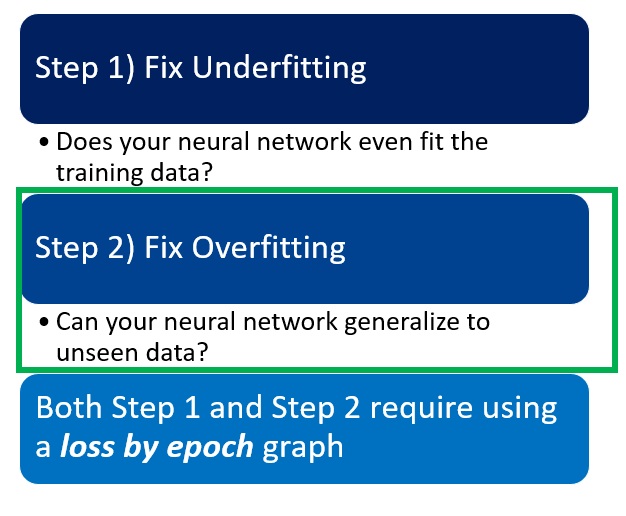 Step 1) Fix Underfitting
• Does your neural network even fit the
training data?
Step 2) Fix Overfitting
• Can your neural network generalize to
unseen data?
Both Step 1 and Step 2 require using
a loss by epoch graph